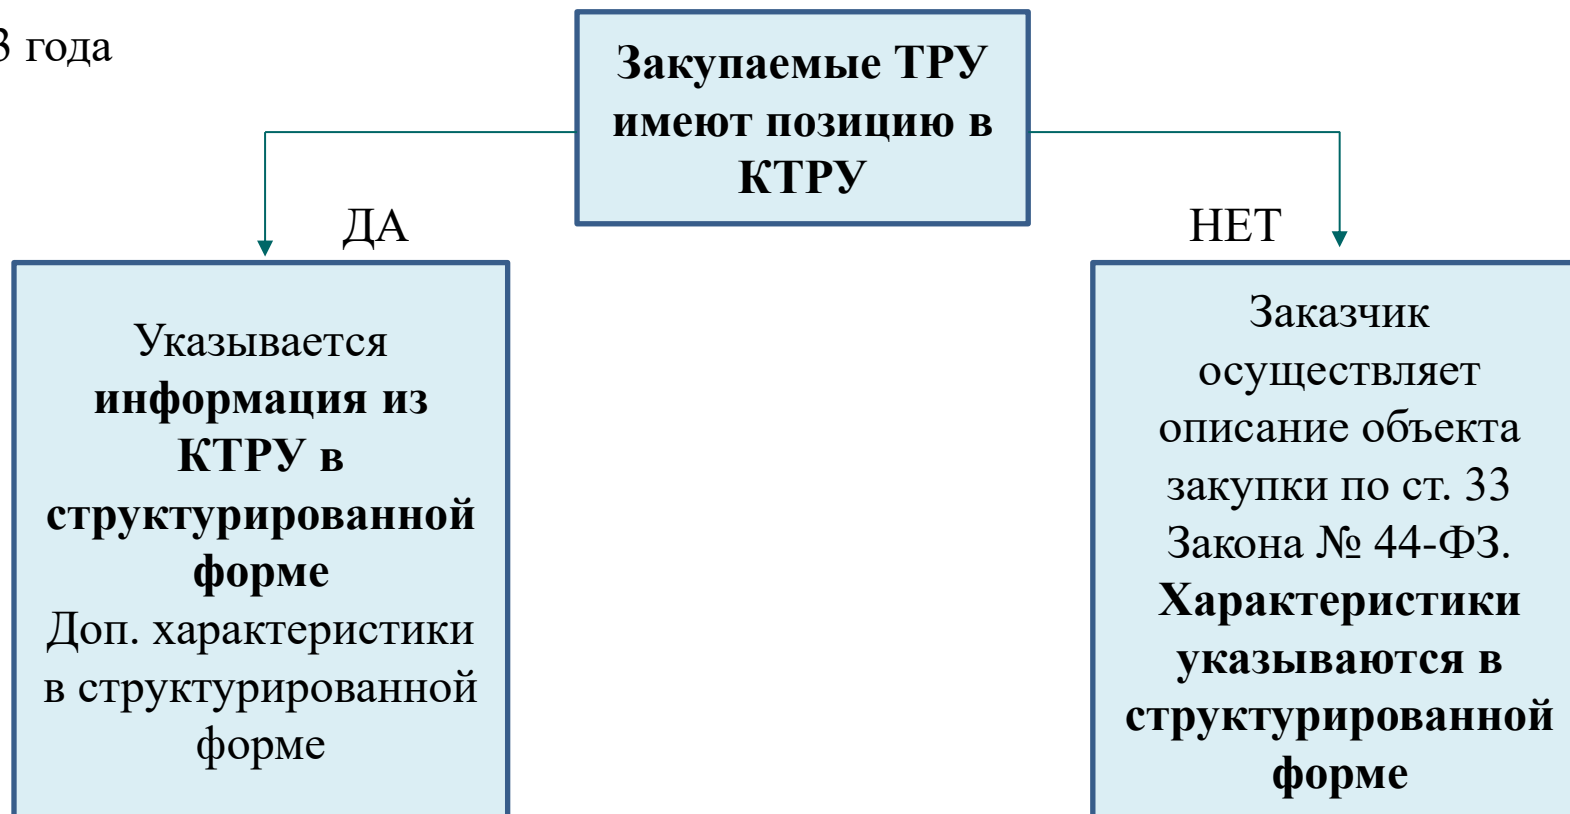 3 года
Закупаемые ТРУ
имеют позицию в
КТРУ
ДА
НЕТ
Указывается
информация из
КТРУ в
структурированной
форме
Доп. характеристики
в структурированной
форме
Заказчик
осуществляет
описание объекта
закупки по ст. 33
Закона № 44-ФЗ.
Характеристики
указываются в
структурированной
форме